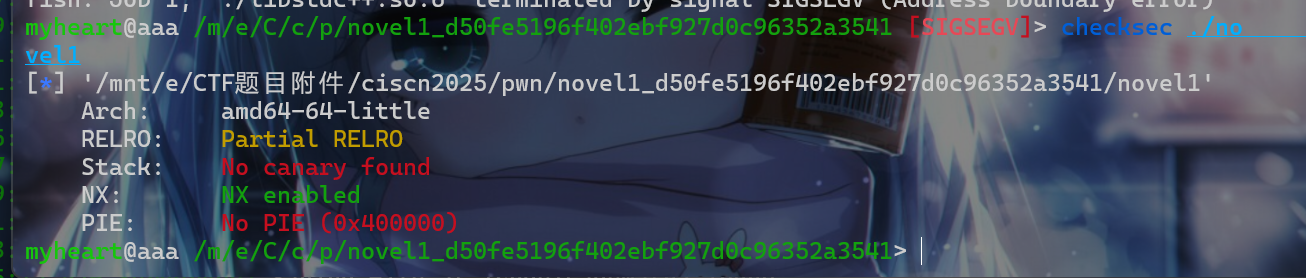 fish: Job 1, './libstdc++.so.6' terminated by signal SIGSEGV (Address boundary error)
myheart@aaa /m/e/C/c/p/novel1_d50fe5196f402ebf927d0c96352a3541 [SIGSEGV]> checksec ./no
vel1
[*] '/mnt/e/CTF题目附件/ciscn2025/pwn/novel1_d50fe5196f402ebf927d0c96352a3541/novel1'
Arch: amd64-64-little
RELRO: Partial RELRO
Stack: No canary found
NX: NX enabled
PIE: No PIE (0x400000)
myheart@aaa /m/e/C/c/p/novel1_d50fe5196f402ebf927d0c96352a3541>